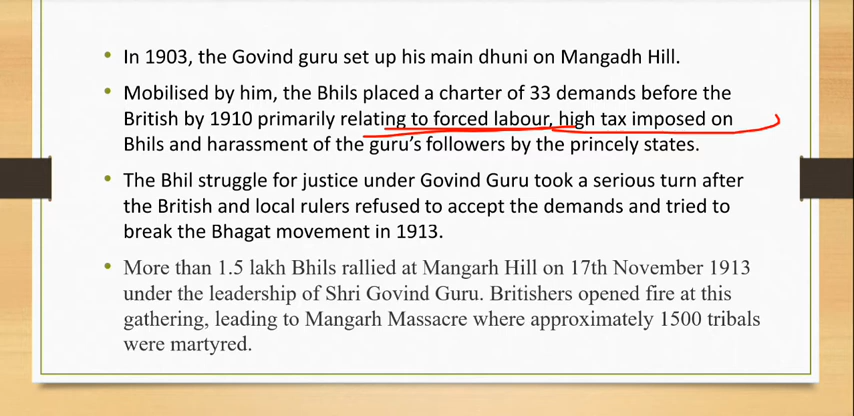 • In 1903, the Govind guru set up his main dhuni on Mangadh Hill.
• Mobilised by him, the Bhils placed a charter of 33 demands before the
British by 1910 primarily relating to forced labour, high tax imposed on
Bhils and harassment of the guru's followers by the princely states.
• The Bhil struggle for justice under Govind Guru took a serious turn after
the British and local rulers refused to accept the demands and tried to
break the Bhagat movement in 1913.
• More than 1.5 lakh Bhils rallied at Mangarh Hill on 17th November 1913
under the leadership of Shri Govind Guru. Britishers opened fire at this
gathering, leading to Mangarh Massacre where approximately 1500 tribals
were martyred.